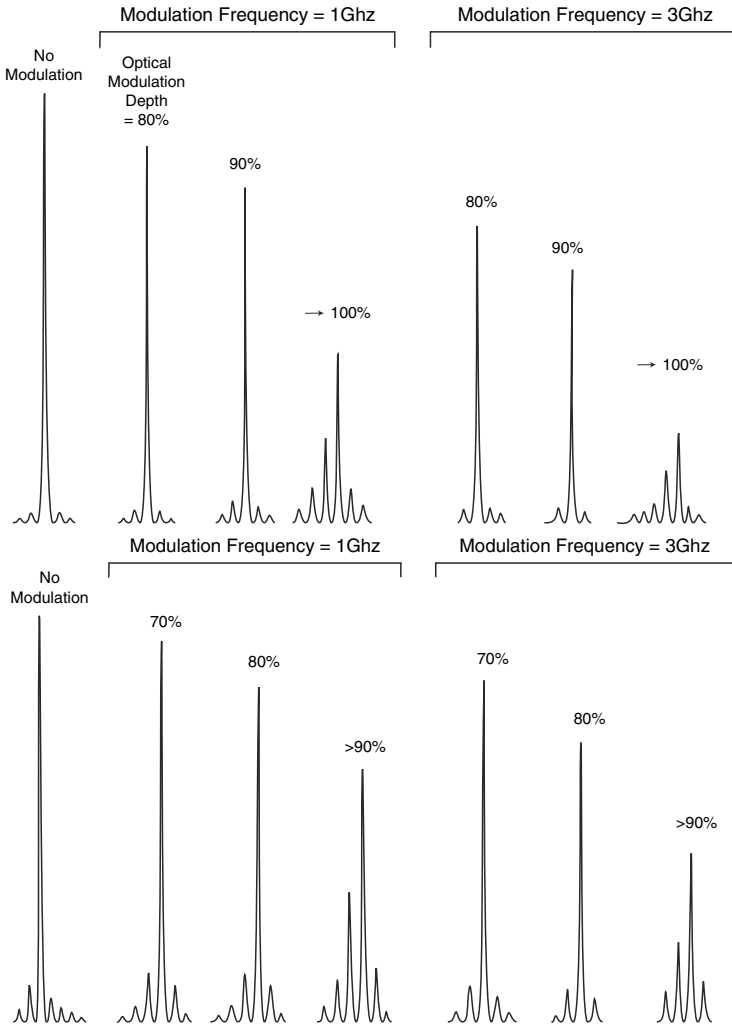 Modulation Frequency = 1Ghz
Modulation Frequency = 3Ghz
No
Modulation
Optical
Modulation
Depth
= 80%
90%
→ 100%
80%
90%
→ 100%
Modulation Frequency = 1Ghz
Modulation Frequency = 3Ghz
No
Modulation
70%
80%
>90%
70%
80%
>90%